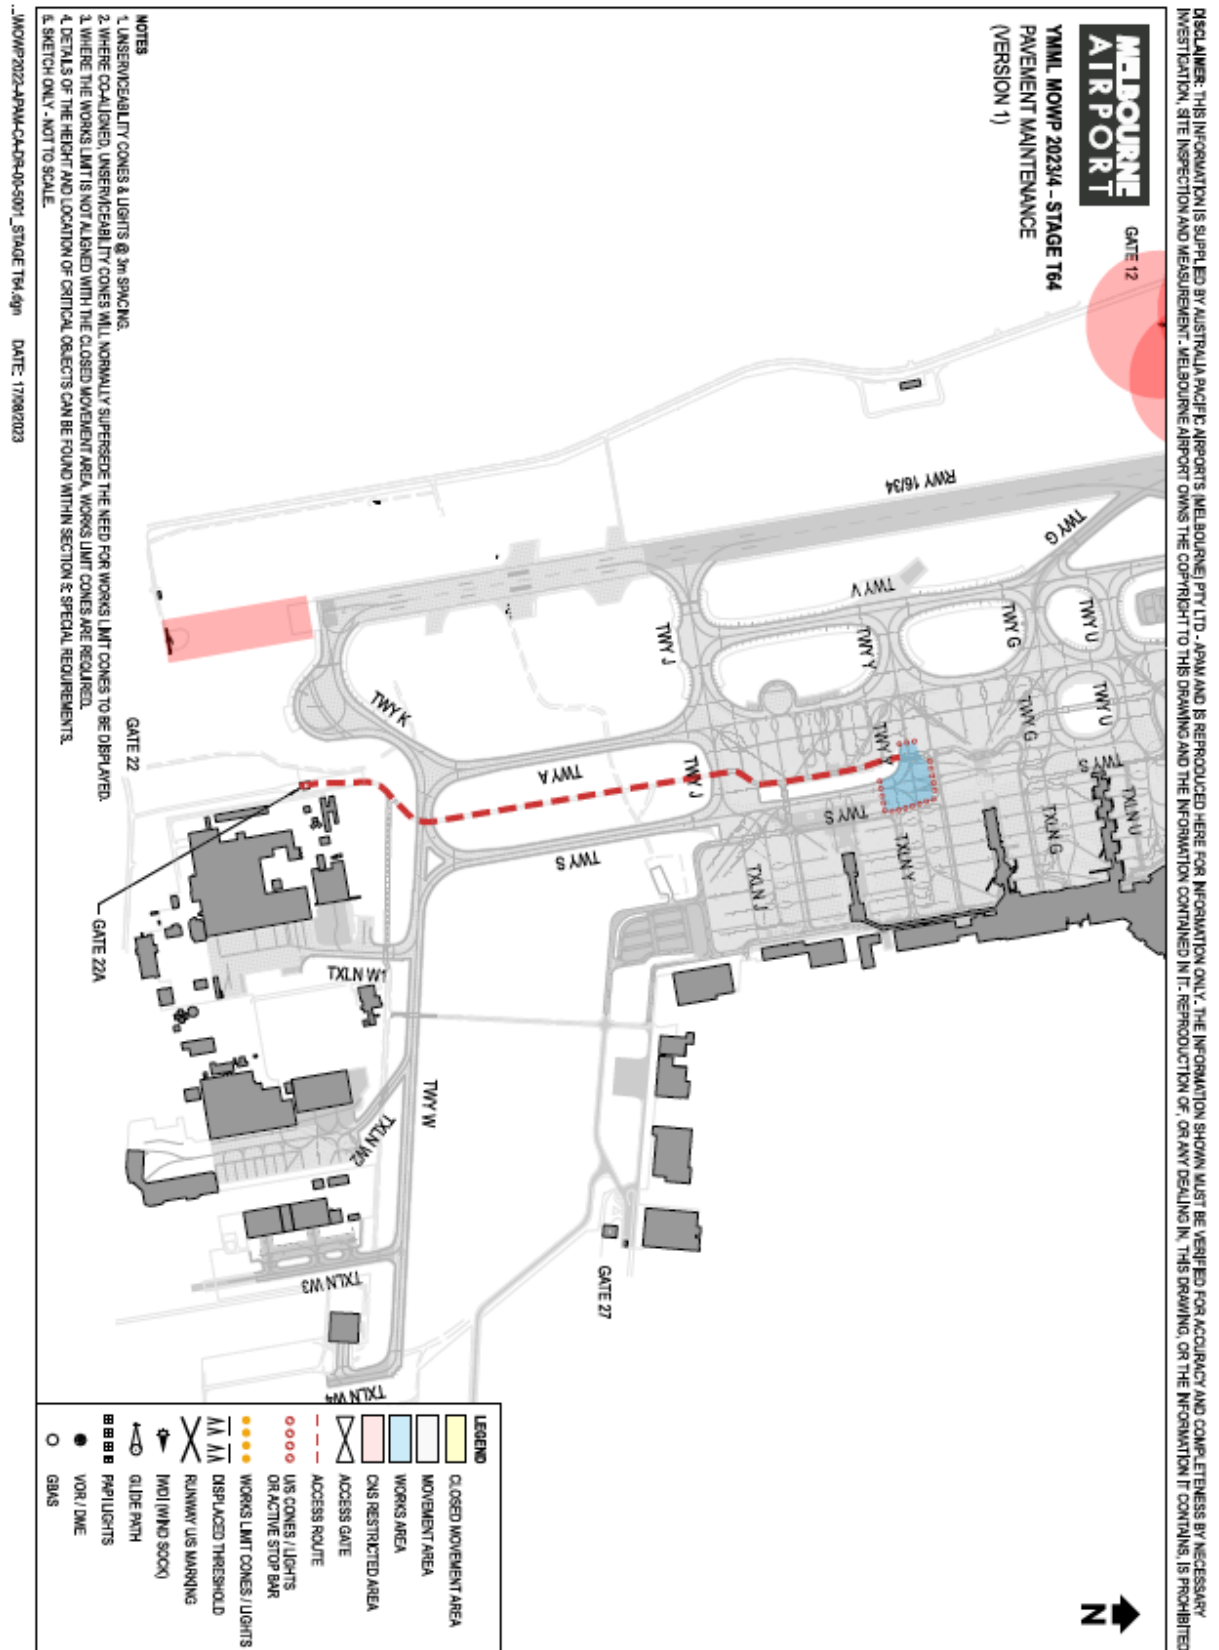 DISCLAIMER: THIS INFORMATION IS SUPPLIED BY AUSTRALIA PACIFIC AIRPORTS (MELBOURNE) PTY LTD - APAM AND IS REPRODUCED HERE FOR INFORMATION ONLY. THE INFORMATION SHOWN MUST BE VERIFIED FOR ACCURACY AND COMPLETENESS BY NECESSARY
INVESTIGATION, SITE INSPECTION AND MEASUREMENT. MELBOURNE AIRPORT OWNS THE COPYRIGHT TO THIS DRAWING AND THE INFORMATION CONTAINED IN IT. REPRODUCTION OF, OR ANY DEALING IN, THIS DRAWING, OR THE INFORMATION IT CONTAINS, IS PROHIBITED
MELBOURNE
AIRPORT
YMML MOWP 2023/4 - STAGE T64
PAVEMENT MAINTENANCE
(VERSION 1)
GATE 12
N
RWY 16/34
TWY G
TWY V
TWY U
TWY G
TWY Y
TWY J
TWY U
TWY G
TWY K
TWY A
TWY J
TWY S
TWY S
TWY S
TXLN U
TXLN G
TXLN Y
TXLN J
GATE 22
GATE 22A
TXLN W1
TWY W
TXLN W2
TXLN W3
TXLN W4
GATE 27
NOTES
1. UNSERVICEABILITY CONES & LIGHTS @ 3m SPACING.
2. WHERE CO-ALIGNED, UNSERVICEABILITY CONES WILL NORMALLY SUPERSEDE THE NEED FOR WORKS LIMIT CONES TO BE DISPLAYED.
3. WHERE THE WORKS LIMIT IS NOT ALIGNED WITH THE CLOSED MOVEMENT AREA, WORKS LIMIT CONES ARE REQUIRED.
4. DETAILS OF THE HEIGHT AND LOCATION OF CRITICAL OBJECTS CAN BE FOUND WITHIN SECTION 5: SPECIAL REQUIREMENTS.
5. SKETCH ONLY - NOT TO SCALE.
LEGEND
CLOSED MOVEMENT AREA
MOVEMENT AREA
WORKS AREA
CNS RESTRICTED AREA
ACCESS GATE
ACCESS ROUTE
U/S CONES / LIGHTS
OR ACTIVE STOP BAR
WORKS LIMIT CONES / LIGHTS
DISPLACED THRESHOLD
RUNWAY U/S MARKING
IWDI (WIND SOCK)
GLIDE PATH
PAPI LIGHTS
VOR / DME
GBAS
...\MOWP2022-APAM-CA-DR-00-5001_STAGE T64.dgn DATE: 17/08/2023